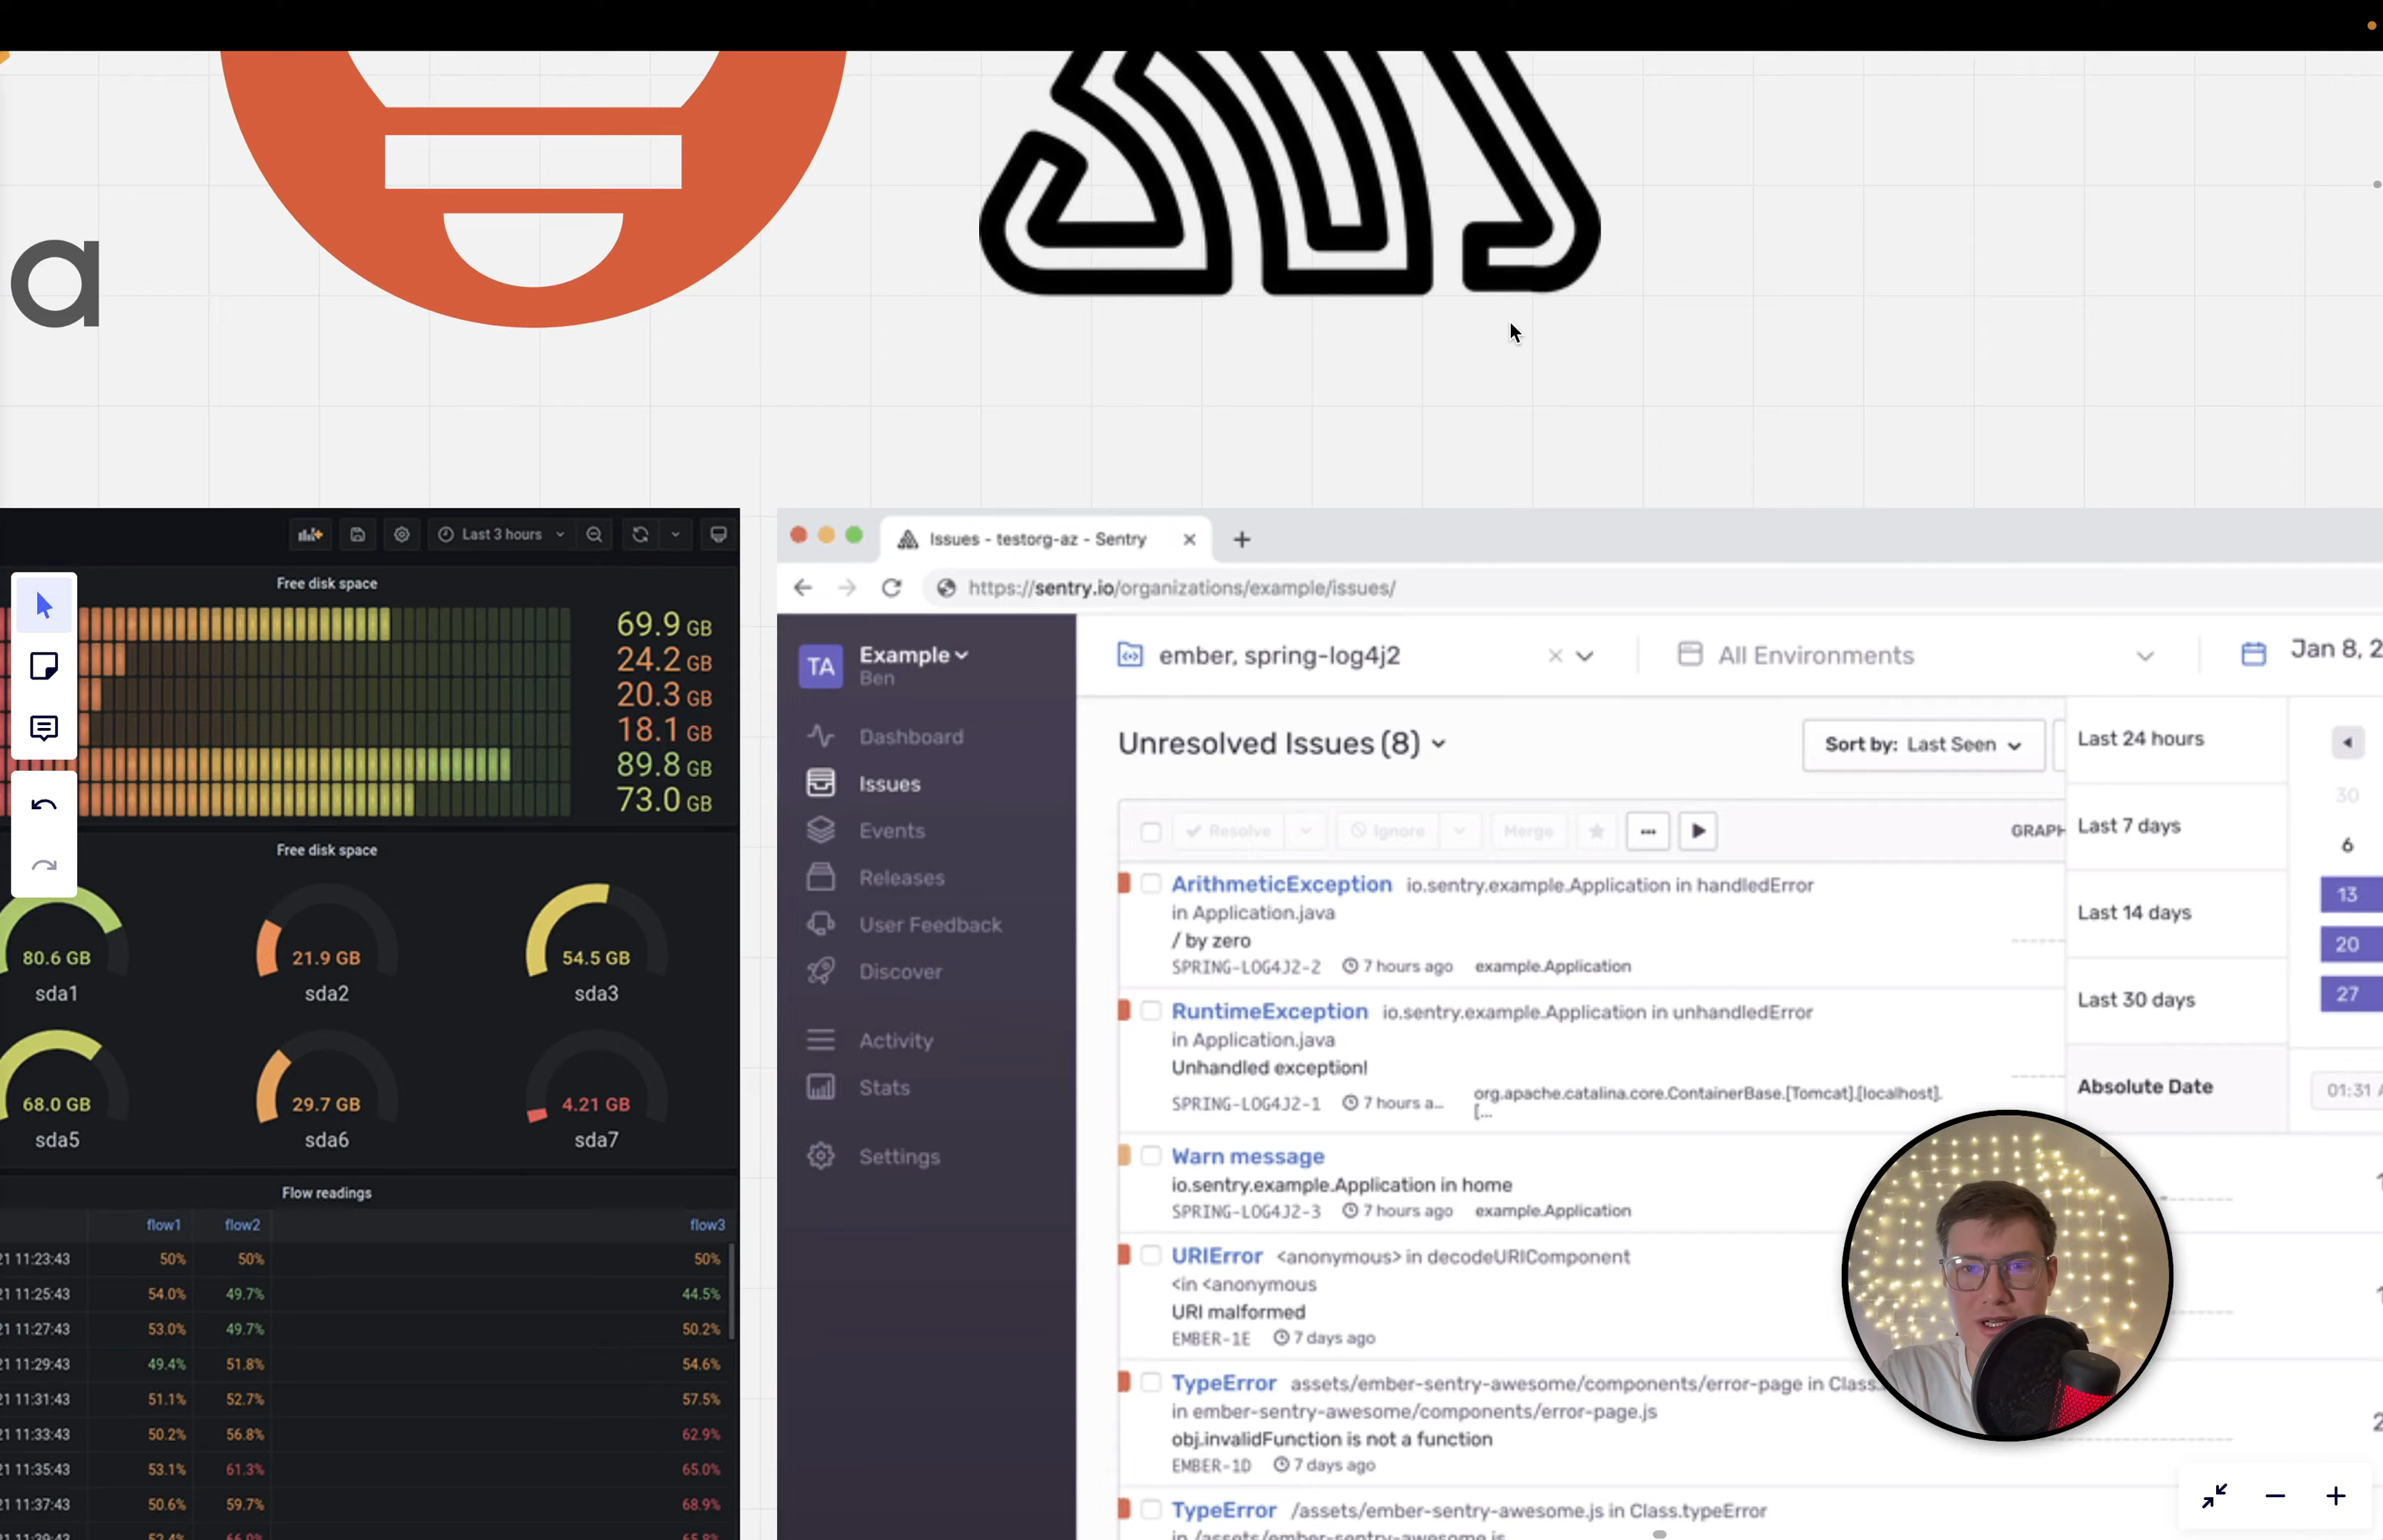 a
Last 3 hours
Free disk space
69.9 GB
24.2 GB
20.3 GB
18.1 GB
89.8 GB
73.0 GB
Free disk space
80.6 GB
21.9 GB
54.5 GB
sda1
sda2
sda3
68.0 GB
29.7 GB
4.21 GB
sda5
sda6
sda7
Flow readings
flow1 flow2 flow3
21 11:23:43 50% 50% 50%
21 11:25:43 54.0% 49.7% 44.5%
21 11:27:43 53.0% 49.7% 50.2%
21 11:29:43 49.4% 51.8% 54.6%
21 11:31:43 51.1% 52.7% 57.5%
21 11:33:43 50.2% 56.8% 62.9%
21 11:35:43 53.1% 61.3% 65.0%
21 11:37:43 50.6% 59.7% 68.9%
21 11:39:43 52.4% 66.0% 65.8%
Issues - testorg-az - Sentry
https://sentry.io/organizations/example/issues/
TA
Example
Ben
Dashboard
Issues
Events
Releases
User Feedback
Discover
Activity
Stats
Settings
ember, spring-log4j2
All Environments
Jan 8, 2
Unresolved Issues (8)
Sort by: Last Seen
Resolve
Ignore
Merge
GRAPH
ArithmeticException io.sentry.example.Application in handledError
in Application.java
/ by zero
SPRING-LOG4J2-2 7 hours ago example.Application
RuntimeException io.sentry.example.Application in unhandledError
in Application.java
Unhandled exception!
SPRING-LOG4J2-1 7 hours a... org.apache.catalina.core.ContainerBase.[Tomcat].[localhost].
[...
Warn message
io.sentry.example.Application in home
SPRING-LOG4J2-3 7 hours ago example.Application
URIError <anonymous> in decodeURIComponent
<in <anonymous
URI malformed
EMBER-1E 7 days ago
TypeError assets/ember-sentry-awesome/components/error-page in Class.
in ember-sentry-awesome/components/error-page.js
obj.invalidFunction is not a function
EMBER-1D 7 days ago
TypeError /assets/ember-sentry-awesome.js in Class.typeError
in /assets/ember-sentry-awesome.js
Last 24 hours
Last 7 days
Last 14 days
Last 30 days
Absolute Date
30
6
13
20
27
01:31 A